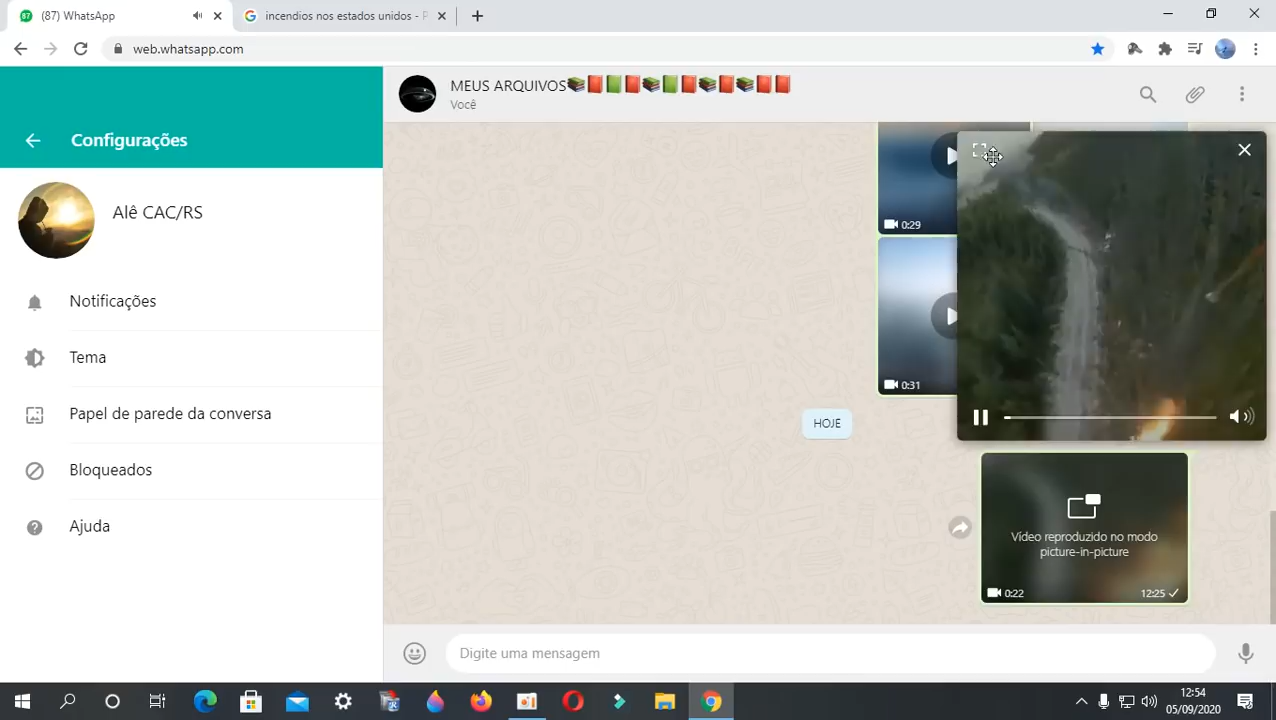 (87) WhatsApp
incendios nos estados unidos - P
web.whatsapp.com
Configurações
Alê CAC/RS
Notificações
Tema
Papel de parede da conversa
Bloqueados
Ajuda
MEUS ARQUIVOS
Você
0:29
0:31
HOJE
Vídeo reproduzido no modo
picture-in-picture
0:22
12:25
Digite uma mensagem
12:54
05/09/2020